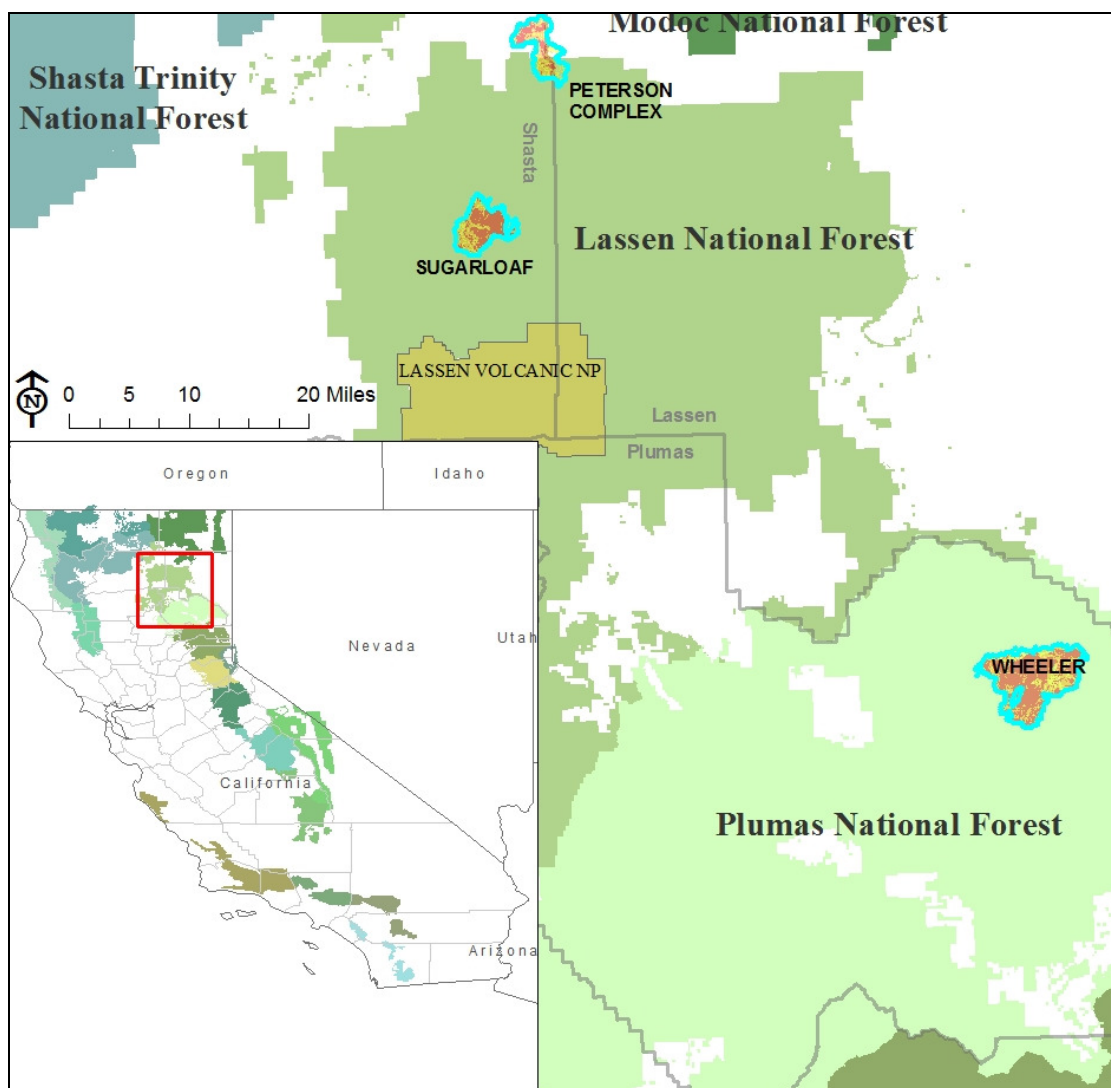 Modoc National Forest
Shasta Trinity
National Forest
PETERSON
COMPLEX
Shasta
Lassen National Forest
SUGARLOAF
LASSEN VOLCANIC NP
N
0 5 10 20 Miles
Lassen
Plumas
Oregon
Idaho
Nevada
Utah
California
Arizona
WHEELER
Plumas National Forest